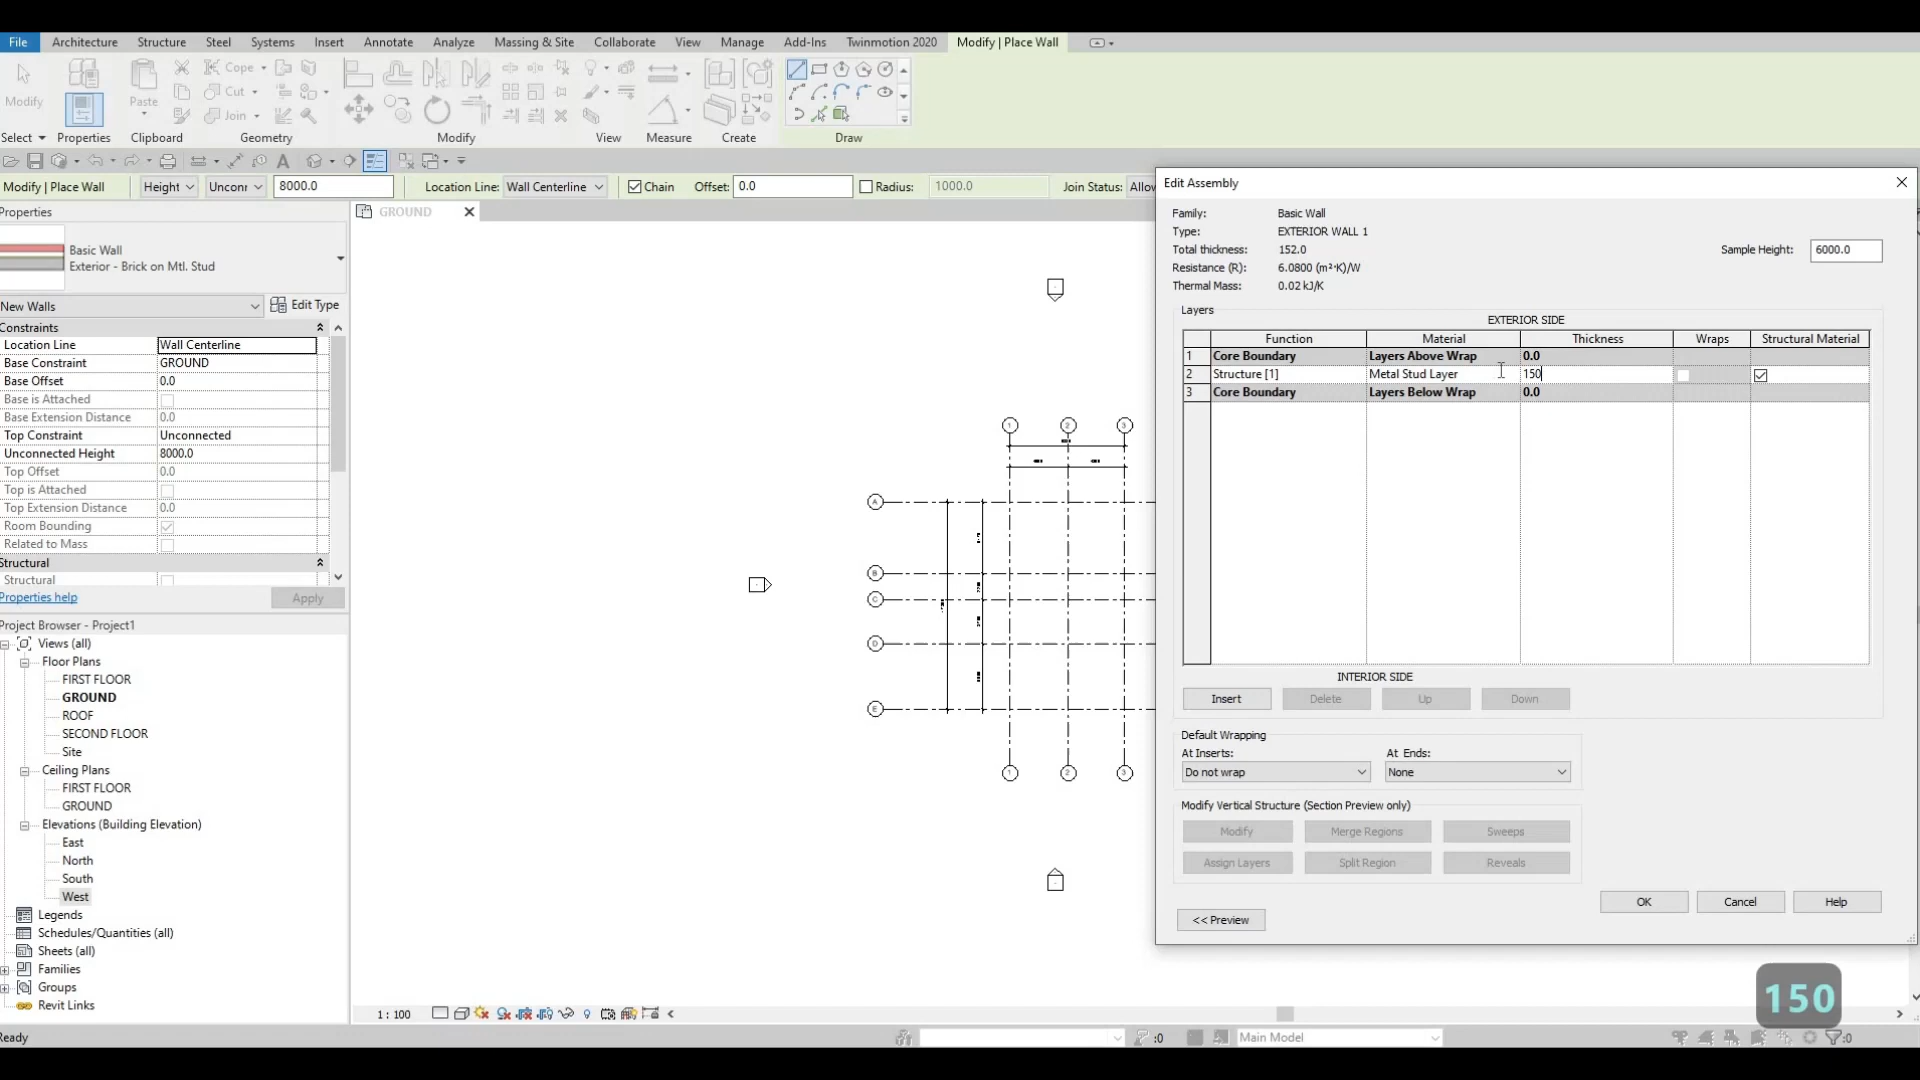 File Architecture Structure Steel Systems Insert Annotate Analyze Massing & Site Collaborate View Manage Add-Ins Twinmotion 2020 Modify | Place Wall
Modify Paste Cope Cut Join
Select Properties Clipboard Geometry Modify View Measure Create Draw
Modify | Place Wall Height Unconr 8000.0 Location Line: Wall Centerline Chain Offset: 0.0 Radius: 1000.0 Join Status: Allow
Properties
GROUND
Basic Wall
Exterior - Brick on Mtl. Stud
New Walls Edit Type
Constraints
Location Line Wall Centerline
Base Constraint GROUND
Base Offset 0.0
Base is Attached
Base Extension Distance 0.0
Top Constraint Unconnected
Unconnected Height 8000.0
Top Offset 0.0
Top is Attached
Top Extension Distance 0.0
Room Bounding
Related to Mass
Structural
Structural
Properties help Apply
Project Browser - Project1
Views (all)
Floor Plans
FIRST FLOOR
GROUND
ROOF
SECOND FLOOR
Site
Ceiling Plans
FIRST FLOOR
GROUND
Elevations (Building Elevation)
East
North
South
West
Legends
Schedules/Quantities (all)
Sheets (all)
Families
Groups
Revit Links
1 2 3
A
B
C
D
E
1 2 3
Edit Assembly
Family: Basic Wall
Type: EXTERIOR WALL 1
Total thickness: 152.0 Sample Height: 6000.0
Resistance (R): 6.0800 (m²·K)/W
Thermal Mass: 0.02 kJ/K
Layers
EXTERIOR SIDE
Function Material Thickness Wraps Structural Material
1 Core Boundary Layers Above Wrap 0.0
2 Structure [1] Metal Stud Layer 150
3 Core Boundary Layers Below Wrap 0.0
INTERIOR SIDE
Insert Delete Up Down
Default Wrapping
At Inserts: At Ends:
Do not wrap None
Modify Vertical Structure (Section Preview only)
Modify Merge Regions Sweeps
Assign Layers Split Region Reveals
OK Cancel Help
<< Preview
150
1 : 100
Ready :0 Main Model :0